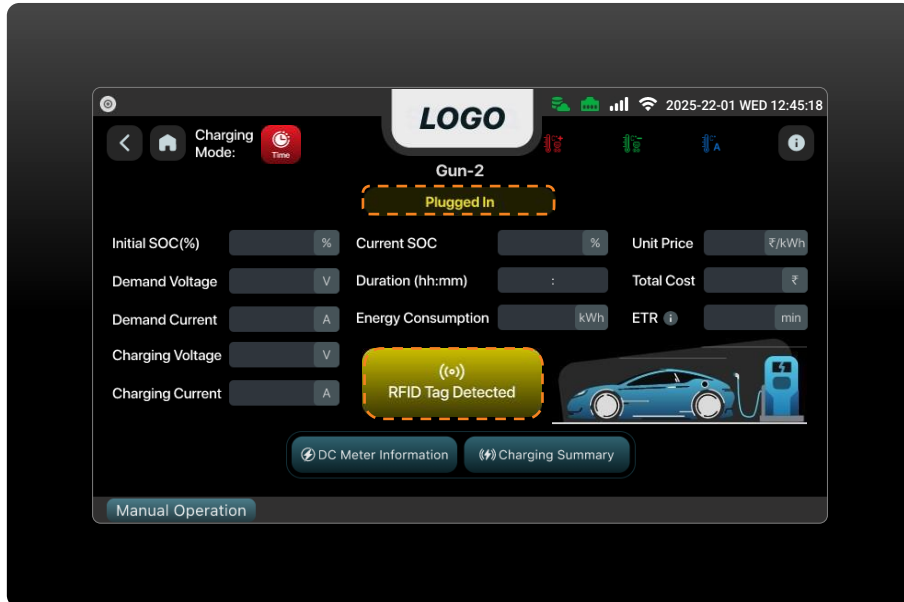 LOGO
2025-22-01 WED 12:45:18
Charging
Mode:
Time
A
Gun-2
Plugged In
Initial SOC(%) % Current SOC % Unit Price ₹/kWh
Demand Voltage V Duration (hh:mm) : Total Cost ₹
Demand Current A Energy Consumption kWh ETR i min
Charging Voltage V
Charging Current A
RFID Tag Detected
DC Meter Information Charging Summary
Manual Operation